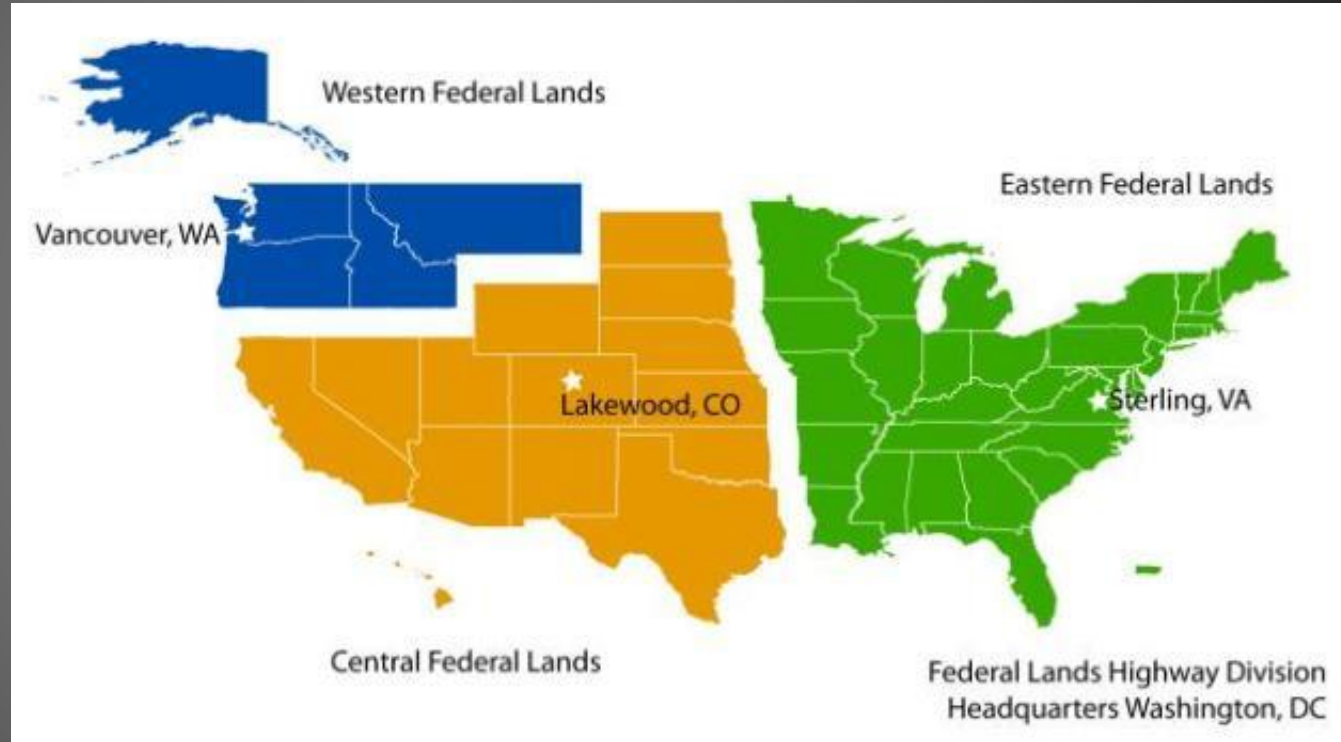 Western Federal Lands
Eastern Federal Lands
Vancouver, WA
Lakewood, CO
Sterling, VA
Central Federal Lands
Federal Lands Highway Division
Headquarters Washington, DC